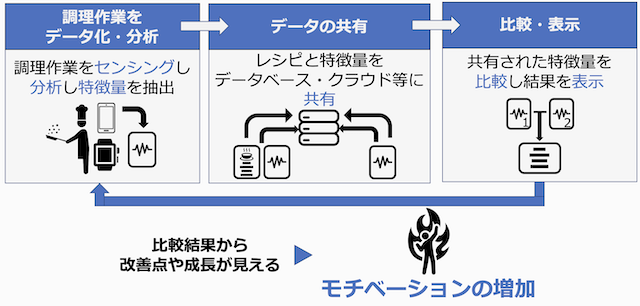 調理作業を
データ化・分析
データの共有
比較・表示
調理作業をセンシングし
分析し特徴量を抽出
レシピと特徴量を
データベース・クラウド等に
共有
共有された特徴量を
比較し結果を表示
1
2
比較結果から
改善点や成長が見える
モチベーションの増加